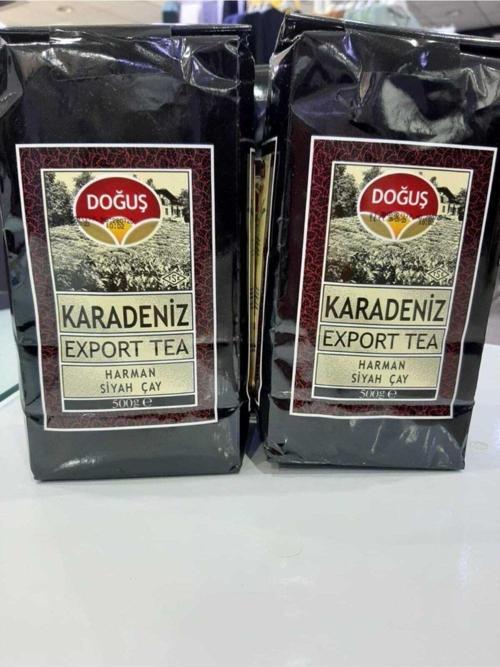 DOĞUŞ
KARADENİZ
EXPORT TEA
HARMAN
SİYAH ÇAY
500g ℮
DOĞUŞ
KARADENİZ
EXPORT TEA
HARMAN
SİYAH ÇAY
500g ℮